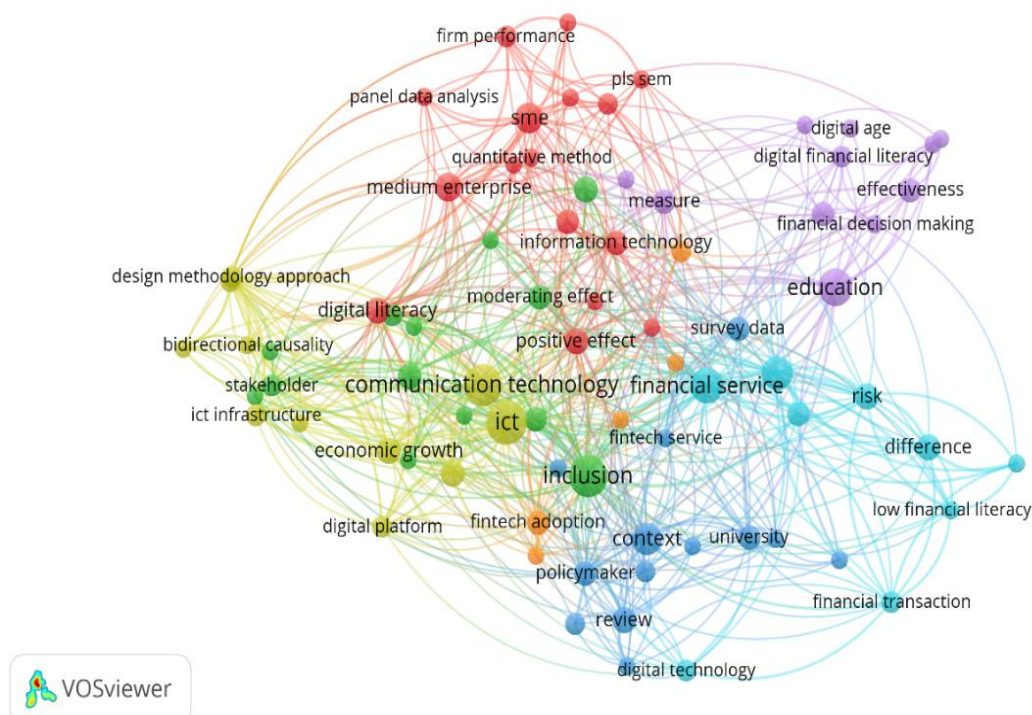 firm performance
pls sem
panel data analysis
sme
digital age
quantitative method
digital financial literacy
medium enterprise
measure
effectiveness
financial decision making
information technology
design methodology approach
education
moderating effect
digital literacy
survey data
positive effect
bidirectional causality
stakeholder
communication technology
financial service
risk
ict infrastructure
ict
fintech service
difference
economic growth
inclusion
low financial literacy
digital platform
fintech adoption
context
university
policymaker
financial transaction
review
digital technology
VOSviewer